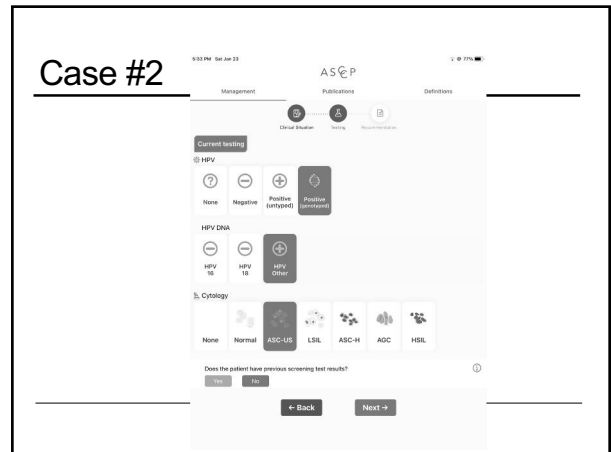 Case #2
5:33 PM Sat Jan 23
77%
ASCCP
Management Publications Definitions
Clinical Situation Testing Recommendation
Current testing
HPV
None Negative Positive (untyped) Positive (genotyped)
HPV DNA
HPV 16 HPV 18 HPV Other
Cytology
None Normal ASC-US LSIL ASC-H AGC HSIL
Does the patient have previous screening test results?
Yes No
← Back Next →